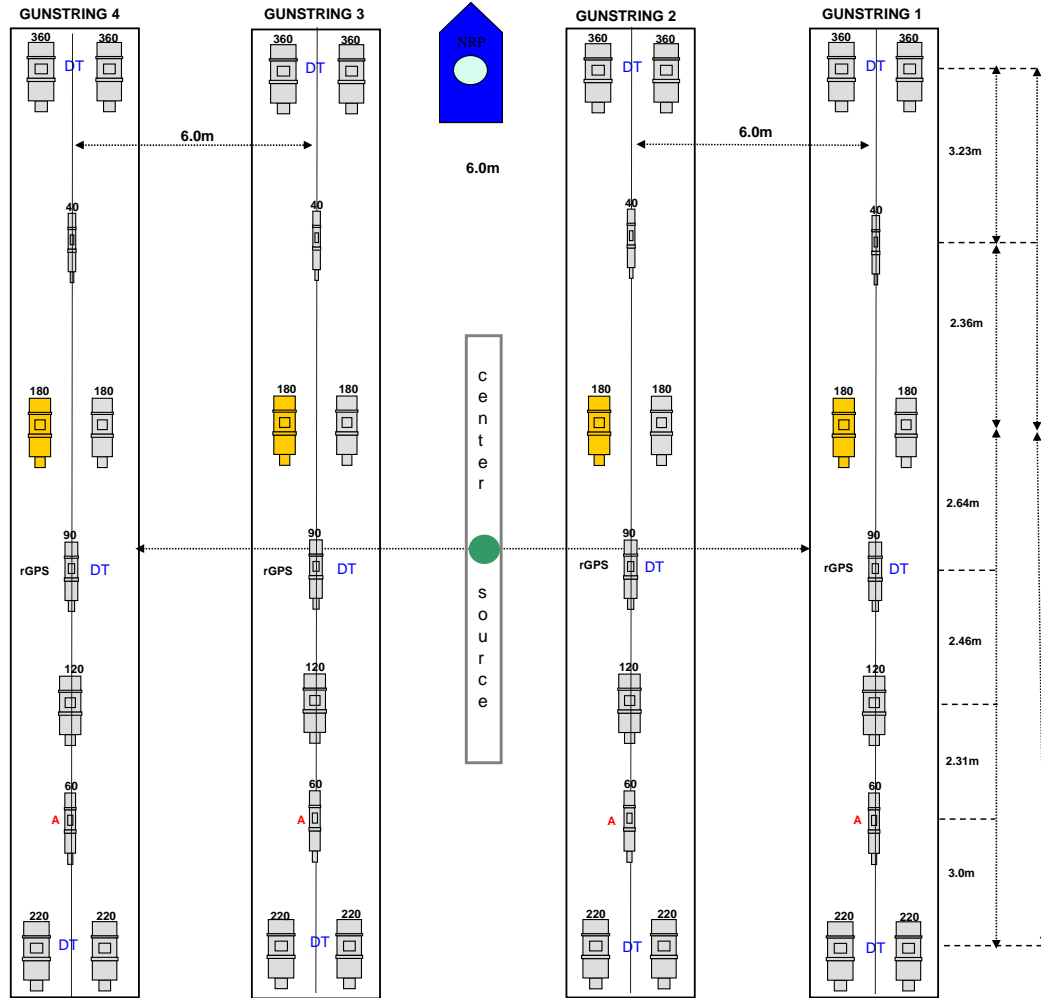 GUNSTRING 4 GUNSTRING 3 GUNSTRING 2 GUNSTRING 1
360 360 360 360 360 360 360 360
NRP
DT DT DT DT
6.0m 6.0m
3.23m
6.0m
40 40 40 40
2.36m
center
180 180 180 180 180 180 180 180
2.64m
90 90 90 90
rGPS DT rGPS DT rGPS DT rGPS DT
source
2.46m
120 120 120 120
2.31m
60 60 60 60
A A A A
3.0m
220 220 220 220 220 220 220 220
DT DT DT DT